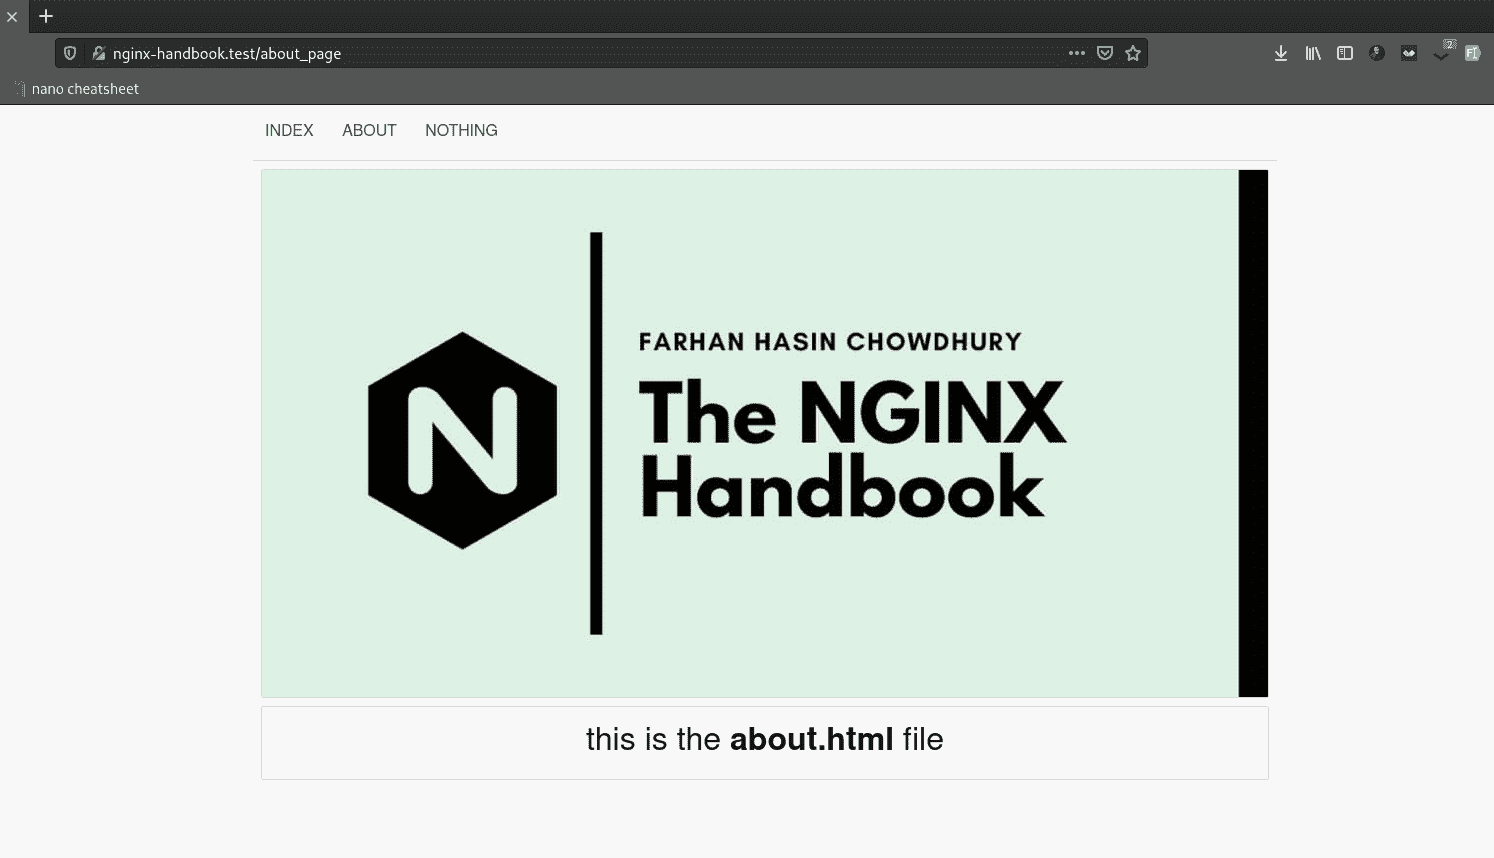 nginx-handbook.test/about_page
2
nano cheatsheet
INDEX ABOUT NOTHING
FARHAN HASIN CHOWDHURY
N
The NGINX
Handbook
this is the about.html file